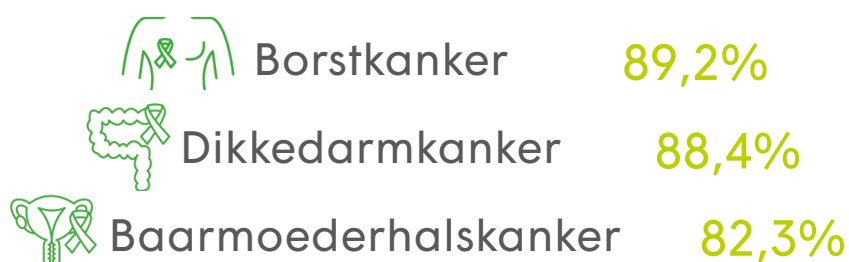 Borstkanker 89,2%
Dikkedarmkanker 88,4%
Baarmoederhalskanker 82,3%